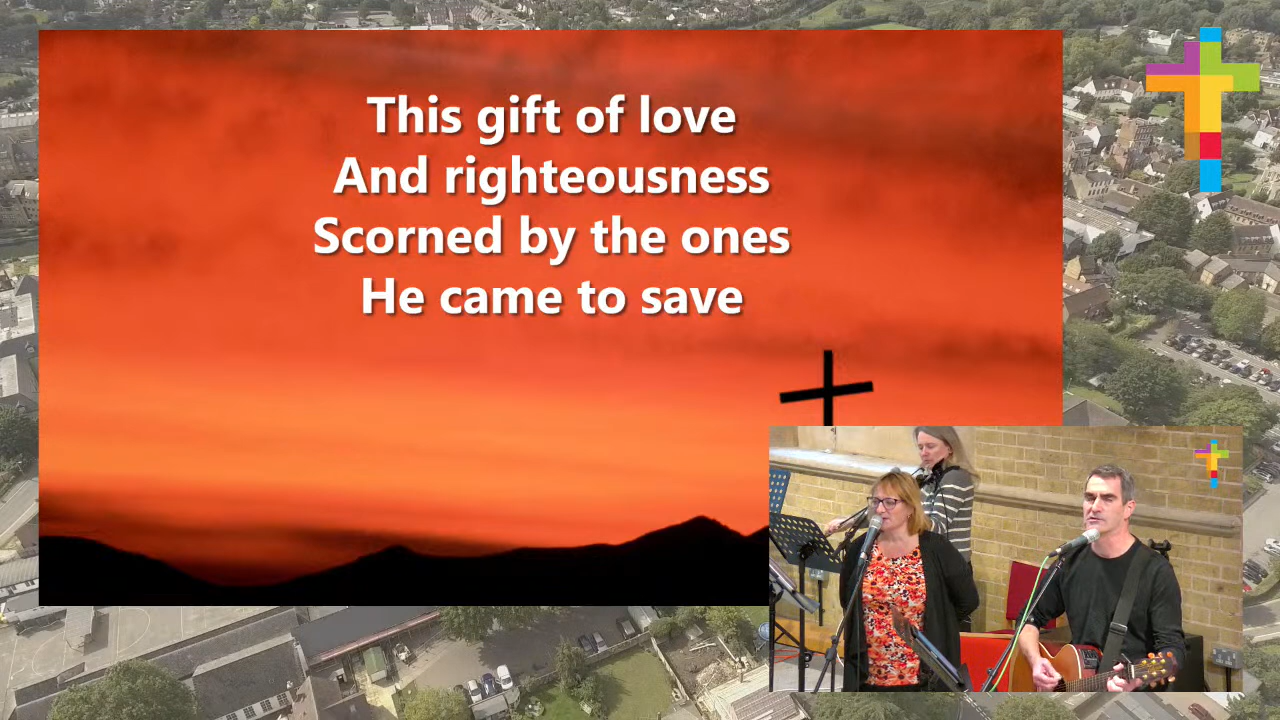 This gift of love
And righteousness
Scorned by the ones
He came to save